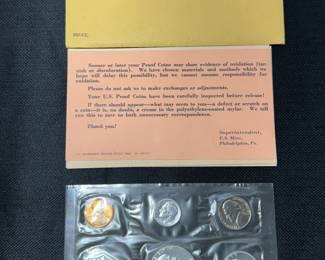 Sooner or later your Proof Coins may share evidence of oxidation (tar-
nish or discoloration). We have chosen materials and methods which we
hope will delay this possibility, but we cannot assume responsibility for
oxidation.
Please do not ask us to make exchanges or adjustments.
Your U.S. Proof Coins have been carefully inspected before release!
If there should appear—what may seem to you—a defect or scratch on
a coin—it is, no doubt, a crease in the polyethylene-coated mylar. We tell
you this to save us both unnecessary correspondence.
Thank you!
Superintendent,
U.S. Mint,
Philadelphia, Pa.